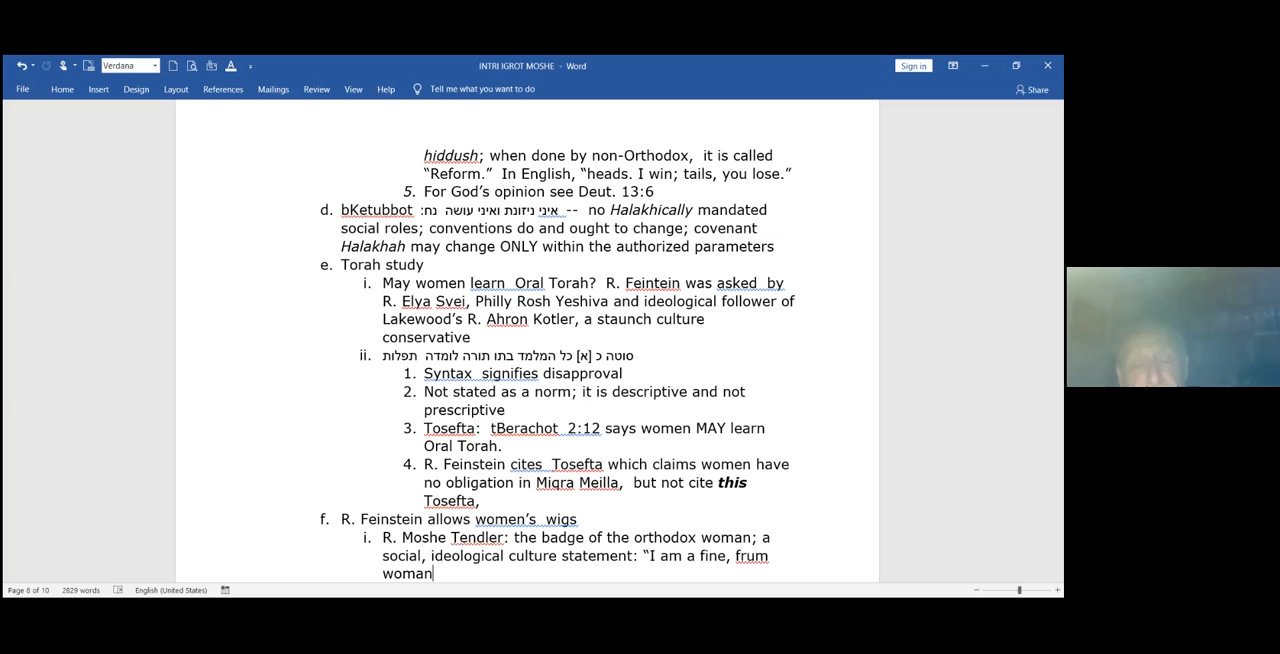 Verdana
INTRI IGROT MOSHE - Word
Sign in
File Home Insert Design Layout References Mailings Review View Help Tell me what you want to do Share
hiddush; when done by non-Orthodox, it is called
“Reform.” In English, “heads. I win; tails, you lose.”
5. For God’s opinion see Deut. 13:6
d. bKetubbot נח: איני ניזונת ואיני עושה -- no Halakhically mandated
social roles; conventions do and ought to change; covenant
Halakhah may change ONLY within the authorized parameters
e. Torah study
i. May women learn Oral Torah? R. Feintein was asked by
R. Elya Svei, Philly Rosh Yeshiva and ideological follower of
Lakewood’s R. Ahron Kotler, a staunch culture
conservative
ii. סוטה כ [א] כל המלמד בתו תורה לומדה תפלות
1. Syntax signifies disapproval
2. Not stated as a norm; it is descriptive and not
prescriptive
3. Tosefta: tBerachot 2:12 says women MAY learn
Oral Torah.
4. R. Feinstein cites Tosefta which claims women have
no obligation in Miqra Meilla, but not cite this
Tosefta,
f. R. Feinstein allows women’s wigs
i. R. Moshe Tendler: the badge of the orthodox woman; a
social, ideological culture statement: “I am a fine, frum
woman
Page 8 of 10 2829 words English (United States)